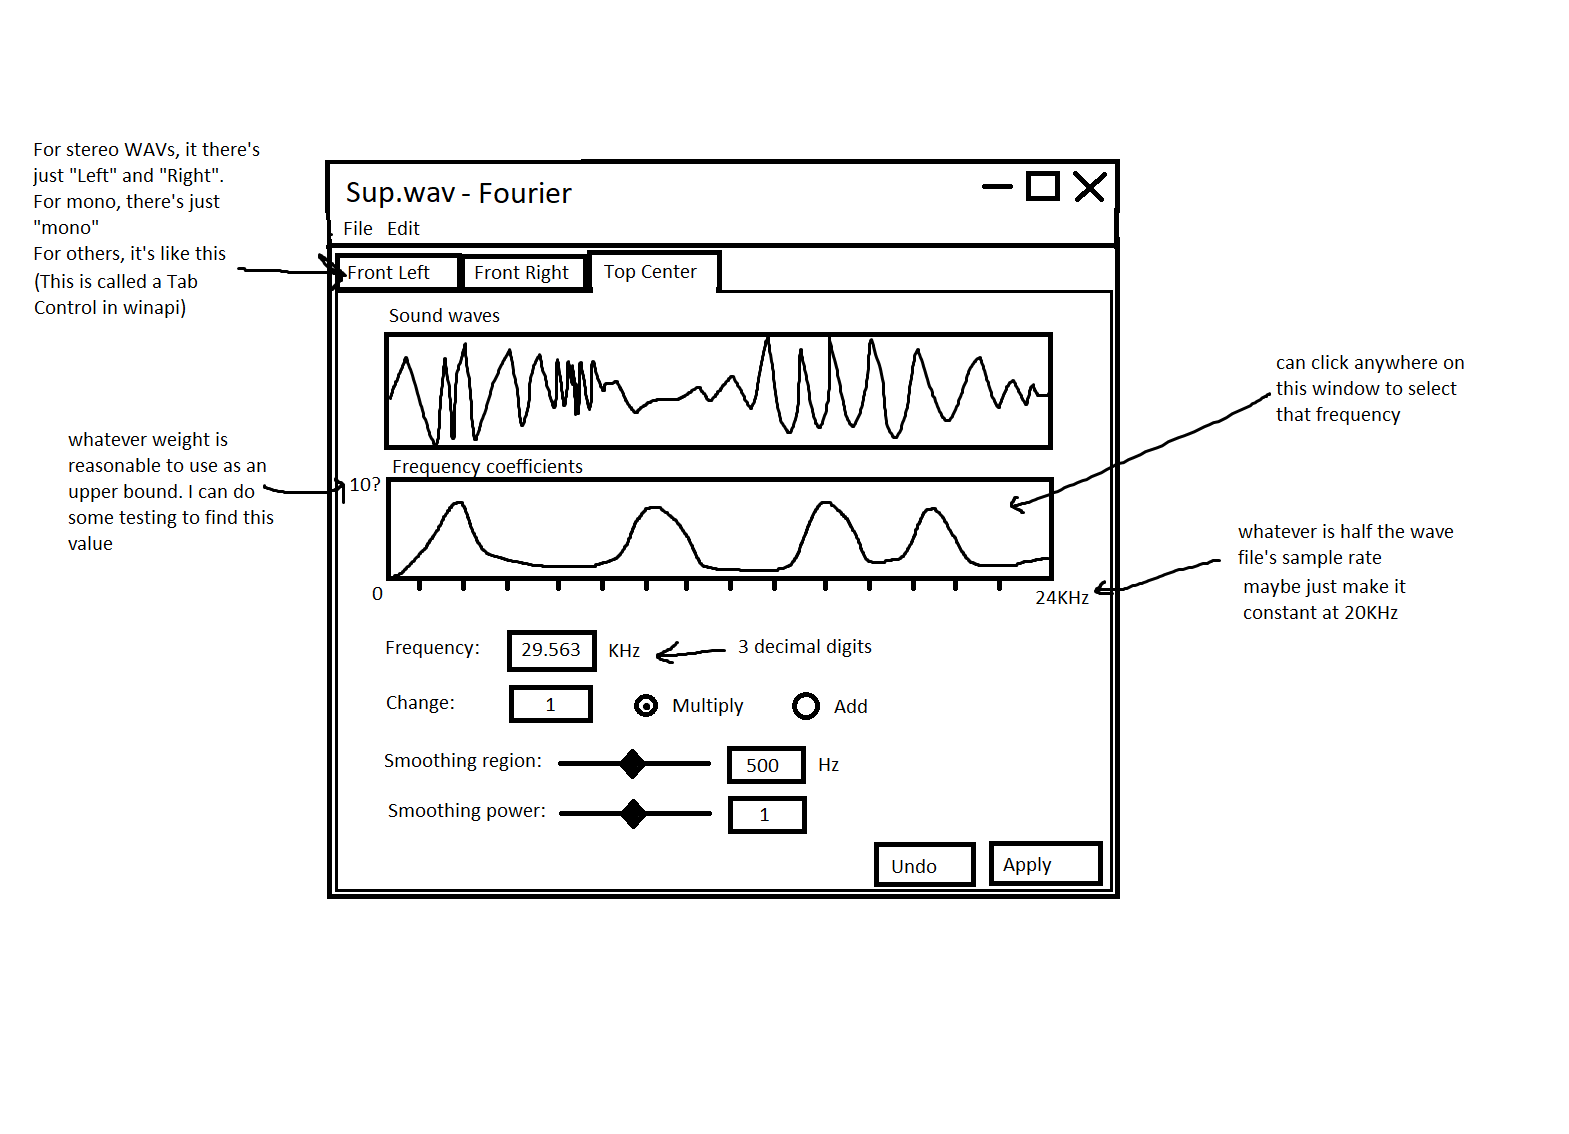 For stereo WAVs, it there's
just "Left" and "Right".
For mono, there's just
"mono"
For others, it's like this
(This is called a Tab
Control in winapi)
Sup.wav - Fourier
File Edit
Front Left
Front Right
Top Center
Sound waves
can click anywhere on
this window to select
that frequency
whatever weight is
reasonable to use as an
upper bound. I can do
some testing to find this
value
Frequency coefficients
10?
0
24KHz
whatever is half the wave
file's sample rate
maybe just make it
constant at 20KHz
Frequency: 29.563 KHz
3 decimal digits
Change: 1 Multiply Add
Smoothing region: 500 Hz
Smoothing power: 1
Undo Apply